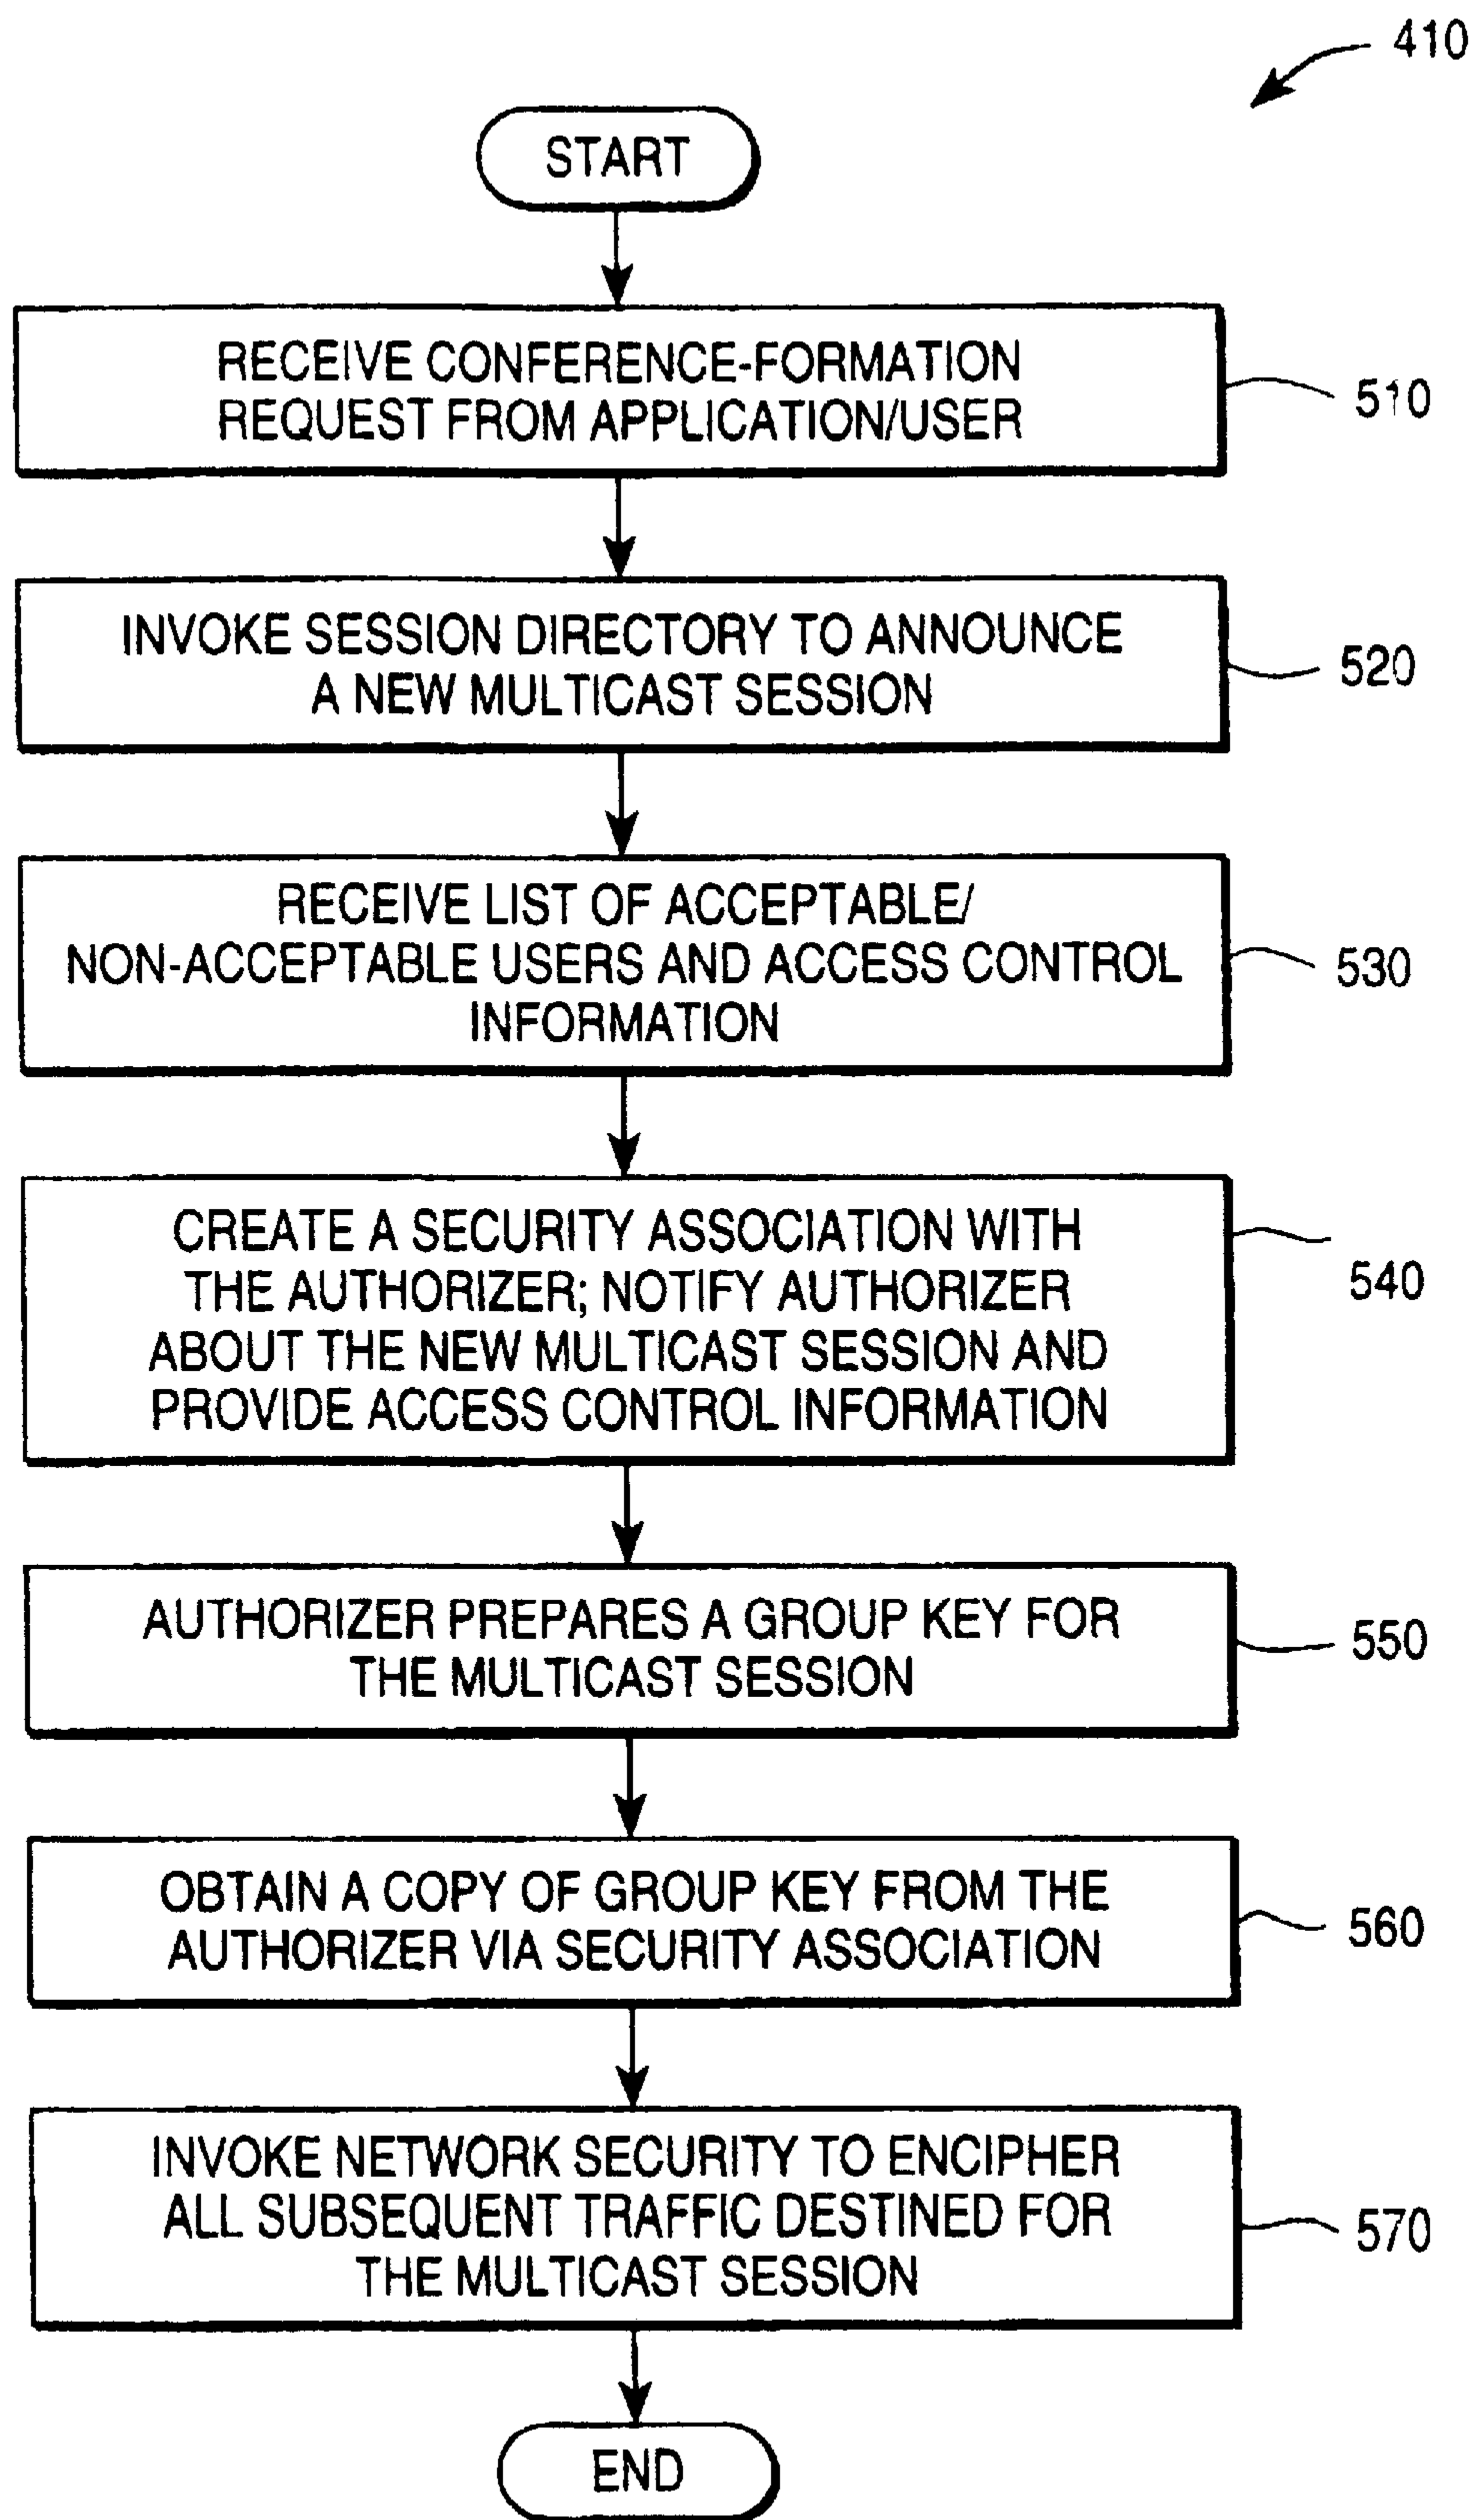 410
START
RECEIVE CONFERENCE-FORMATION
REQUEST FROM APPLICATION/USER
510
INVOKE SESSION DIRECTORY TO ANNOUNCE
A NEW MULTICAST SESSION
520
RECEIVE LIST OF ACCEPTABLE/
NON-ACCEPTABLE USERS AND ACCESS CONTROL
INFORMATION
530
CREATE A SECURITY ASSOCIATION WITH
THE AUTHORIZER; NOTIFY AUTHORIZER
ABOUT THE NEW MULTICAST SESSION AND
PROVIDE ACCESS CONTROL INFORMATION
540
AUTHORIZER PREPARES A GROUP KEY FOR
THE MULTICAST SESSION
550
OBTAIN A COPY OF GROUP KEY FROM THE
AUTHORIZER VIA SECURITY ASSOCIATION
560
INVOKE NETWORK SECURITY TO ENCIPHER
ALL SUBSEQUENT TRAFFIC DESTINED FOR
THE MULTICAST SESSION
570
END